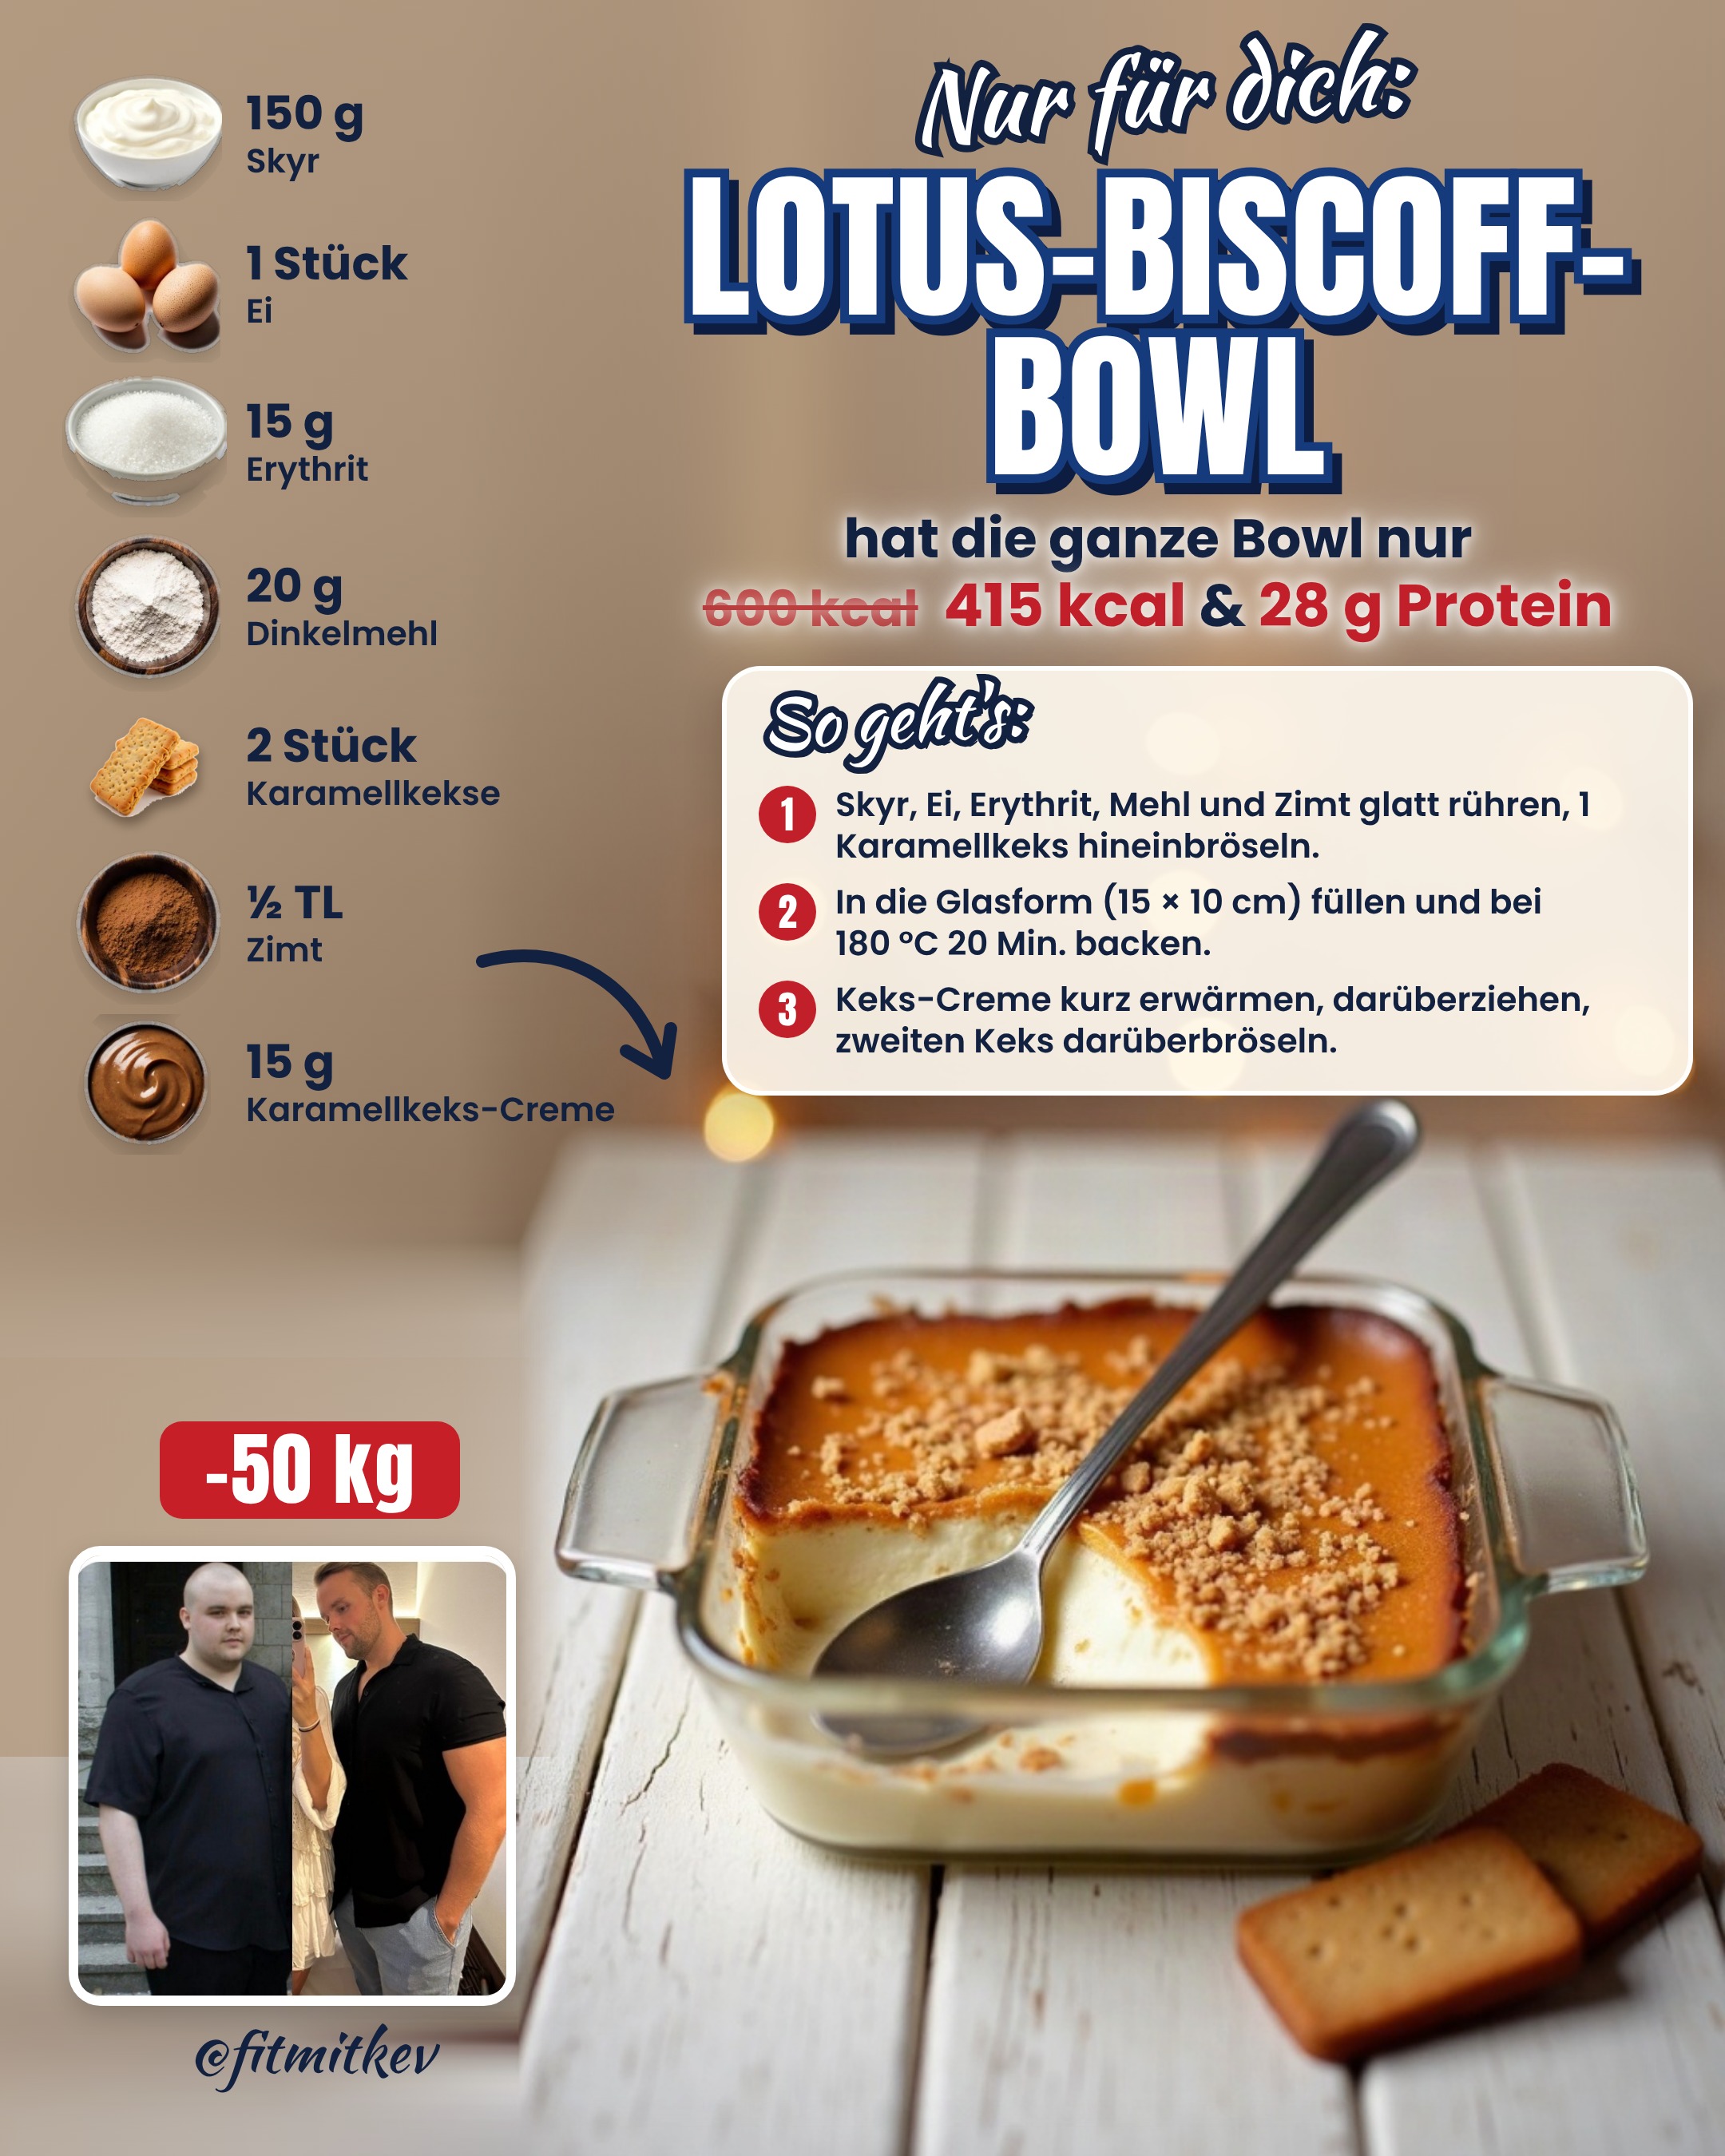 Nur für dich:
LOTUS-BISCOFF-
BOWL
hat die ganze Bowl nur
600 kcal 415 kcal & 28 g Protein
150 g
Skyr
1 Stück
Ei
15 g
Erythrit
20 g
Dinkelmehl
2 Stück
Karamellkekse
½ TL
Zimt
15 g
Karamellkeks-Creme
So geht's:
1 Skyr, Ei, Erythrit, Mehl und Zimt glatt rühren, 1
Karamellkeks hineinbröseln.
2 In die Glasform (15 × 10 cm) füllen und bei
180 °C 20 Min. backen.
3 Keks-Creme kurz erwärmen, darüberziehen,
zweiten Keks darüberbröseln.
-50 kg
@fitmitkev